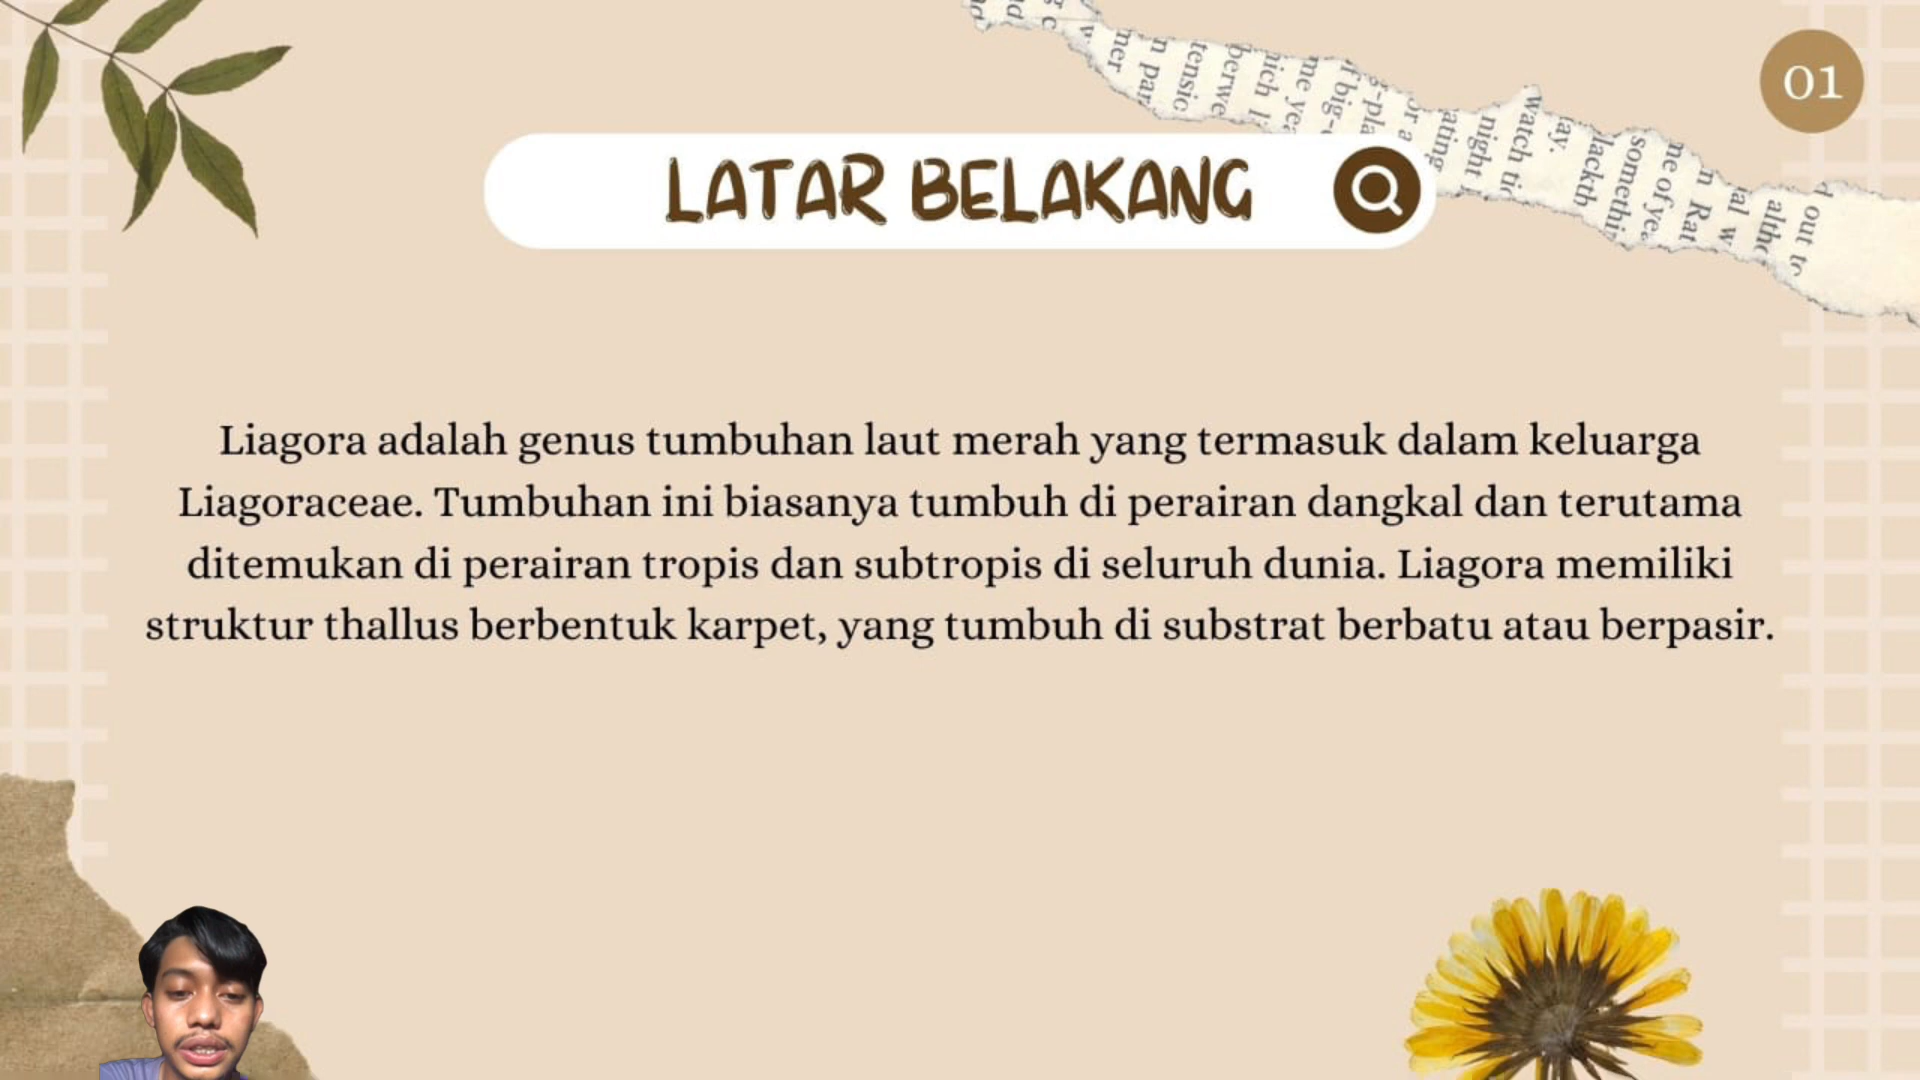 01
LATAR BELAKANG
Liagora adalah genus tumbuhan laut merah yang termasuk dalam keluarga
Liagoraceae. Tumbuhan ini biasanya tumbuh di perairan dangkal dan terutama
ditemukan di perairan tropis dan subtropis di seluruh dunia. Liagora memiliki
struktur thallus berbentuk karpet, yang tumbuh di substrat berbatu atau berpasir.